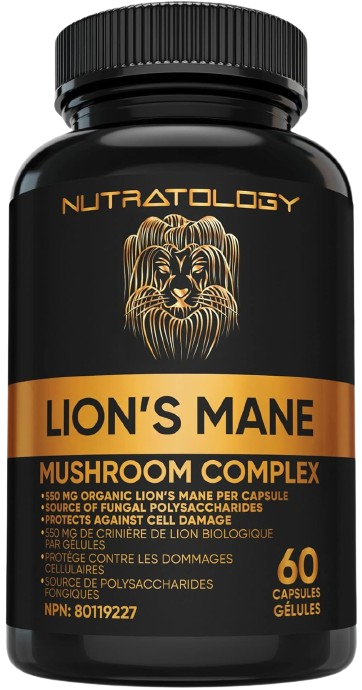 NUTRATOLOGY
LION'S MANE
MUSHROOM COMPLEX
•550 MG ORGANIC LION'S MANE PER CAPSULE
•SOURCE OF FUNGAL POLYSACCHARIDES
•PROTECTS AGAINST CELL DAMAGE
•550 MG DE CRINIÈRE DE LION BIOLOGIQUE
PAR GÉLULES
•PROTÈGE CONTRE LES DOMMAGES
CELLULAIRES
•SOURCE DE POLYSACCHARIDES
FONGIQUES
NPN: 80119227
60
CAPSULES
GÉLULES